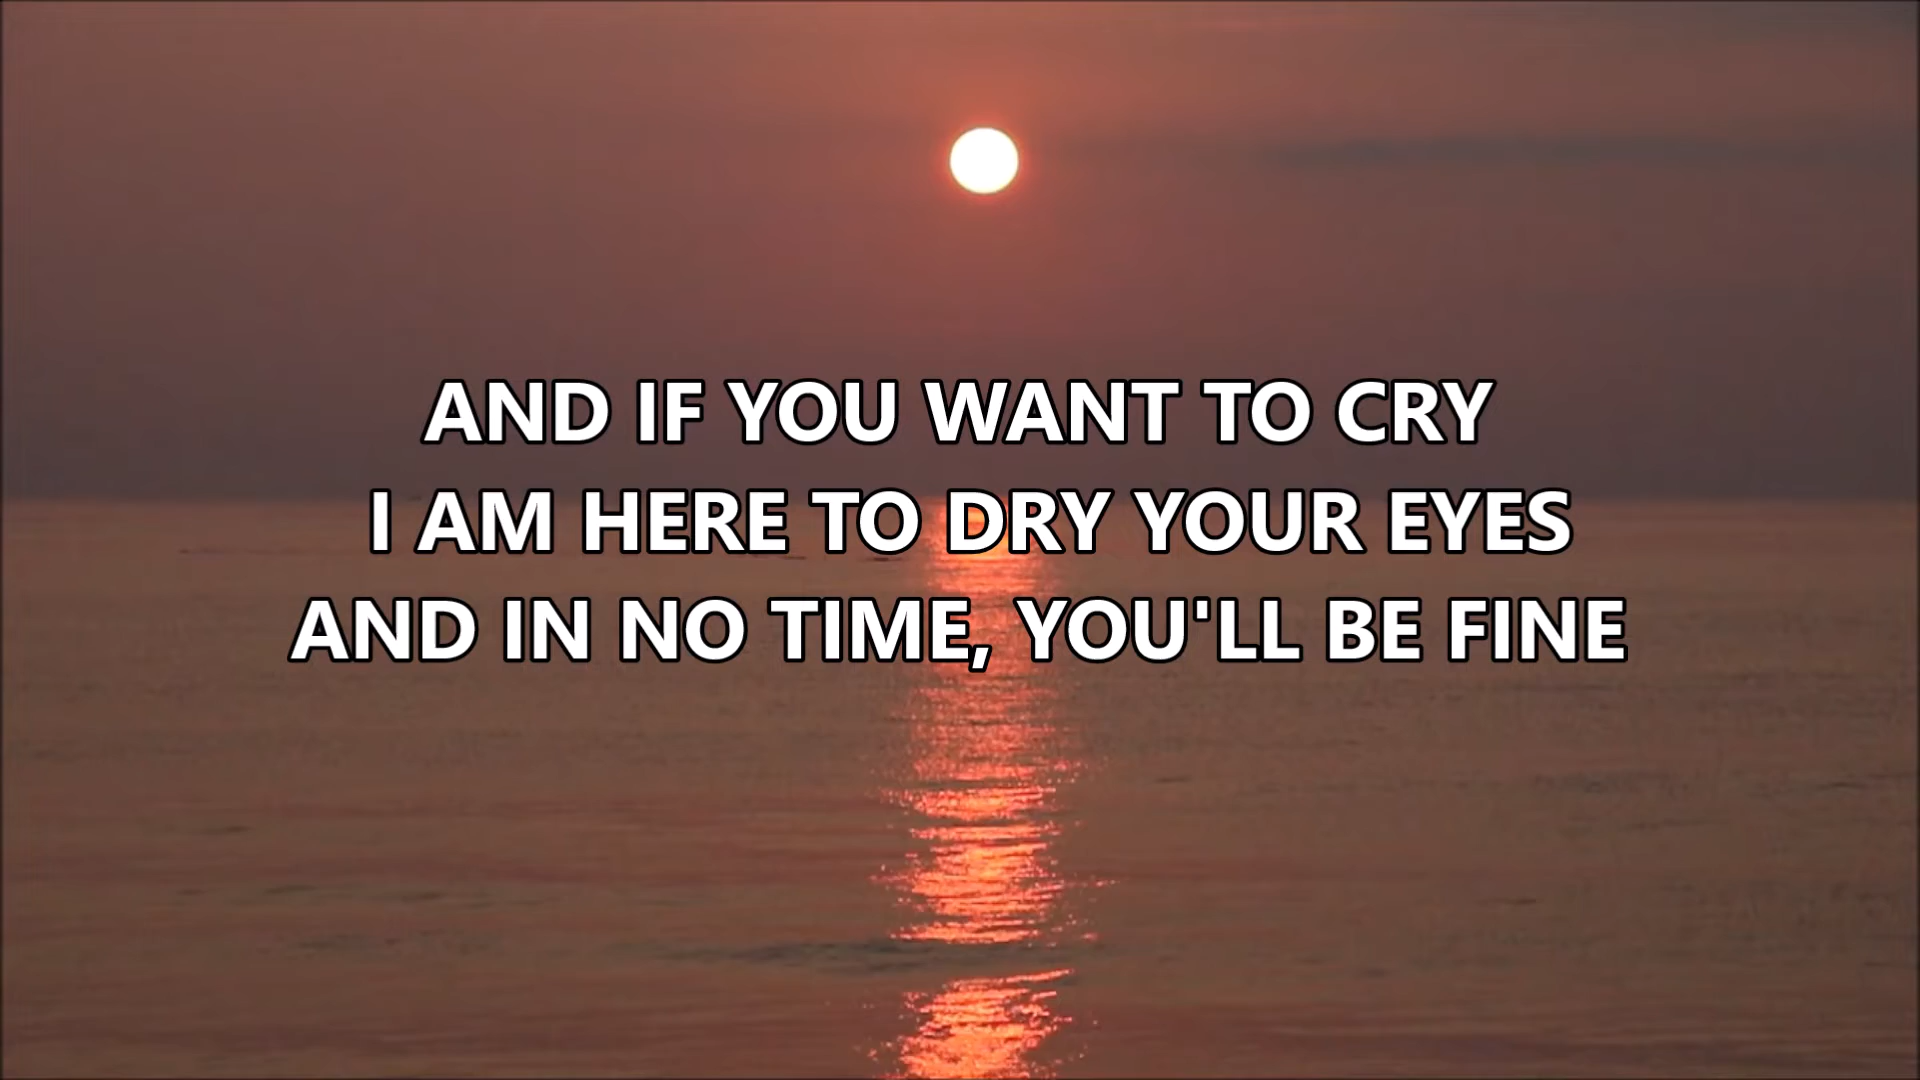 AND IF YOU WANT TO CRY
I AM HERE TO DRY YOUR EYES
AND IN NO TIME, YOU'LL BE FINE